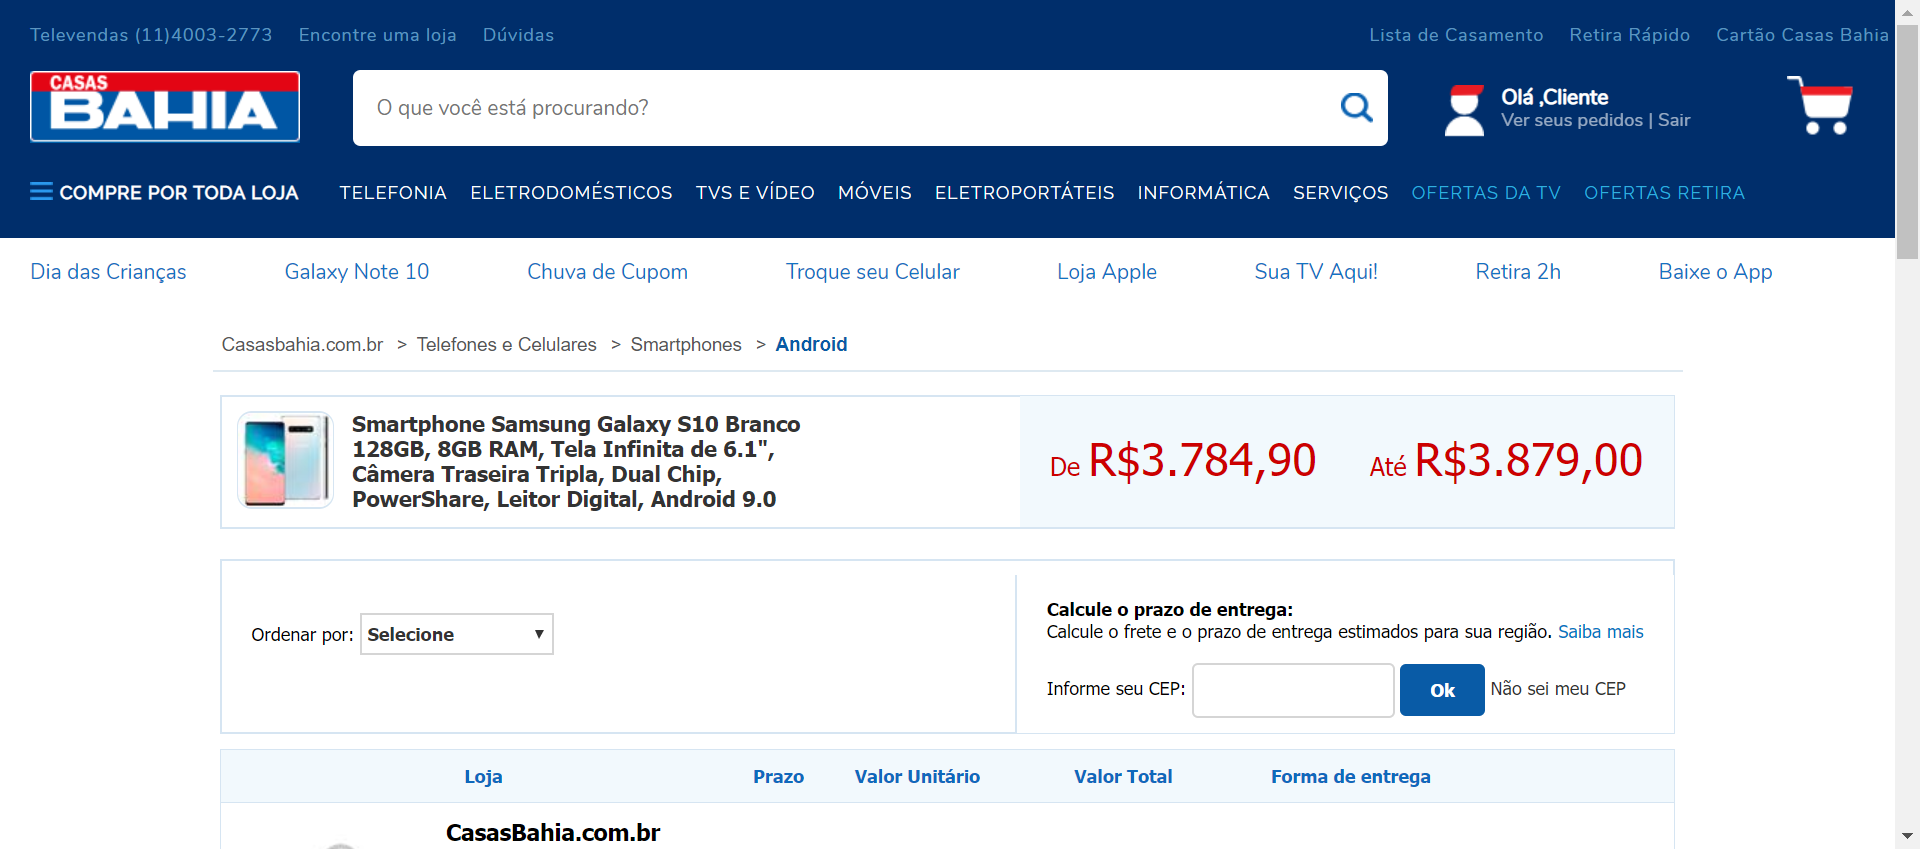 Televendas (11)4003-2773 Encontre uma loja Dúvidas Lista de Casamento Retira Rápido Cartão Casas Bahia
CASAS
BAHIA
O que você está procurando?
Olá ,Cliente
Ver seus pedidos | Sair
COMPRE POR TODA LOJA TELEFONIA ELETRODOMÉSTICOS TVS E VÍDEO MÓVEIS ELETROPORTÁTEIS INFORMÁTICA SERVIÇOS OFERTAS DA TV OFERTAS RETIRA
Dia das Crianças Galaxy Note 10 Chuva de Cupom Troque seu Celular Loja Apple Sua TV Aqui! Retira 2h Baixe o App
Casasbahia.com.br > Telefones e Celulares > Smartphones > Android
Smartphone Samsung Galaxy S10 Branco
128GB, 8GB RAM, Tela Infinita de 6.1",
Câmera Traseira Tripla, Dual Chip,
PowerShare, Leitor Digital, Android 9.0
De R$3.784,90 Até R$3.879,00
Ordenar por: Selecione
Calcule o prazo de entrega:
Calcule o frete e o prazo de entrega estimados para sua região. Saiba mais
Informe seu CEP: Ok Não sei meu CEP
Loja Prazo Valor Unitário Valor Total Forma de entrega
CasasBahia.com.br